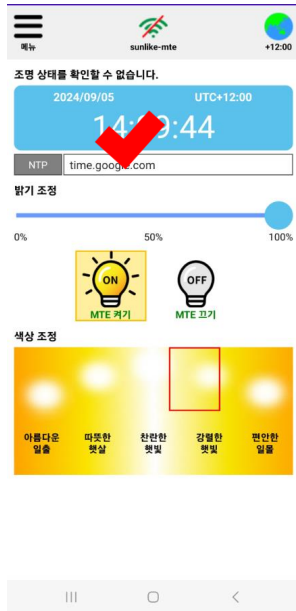 메뉴
sunlike-mte
+12:00
조명 상태를 확인할 수 없습니다.
2024/09/05
UTC+12:00
:44
NTP
time.google.com
밝기 조정
0%
50%
100%
ON
MTE 켜기
OFF
MTE 끄기
색상 조정
아름다운
일출
따뜻한
햇살
찬란한
햇빛
강렬한
햇빛
편안한
일몰